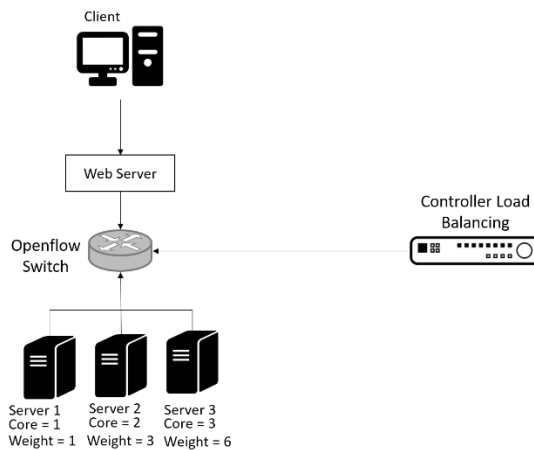 Client
Web Server
Controller Load
Balancing
Openflow
Switch
Server 1
Core = 1
Weight = 1
Server 2
Core = 2
Weight = 3
Server 3
Core = 3
Weight = 6